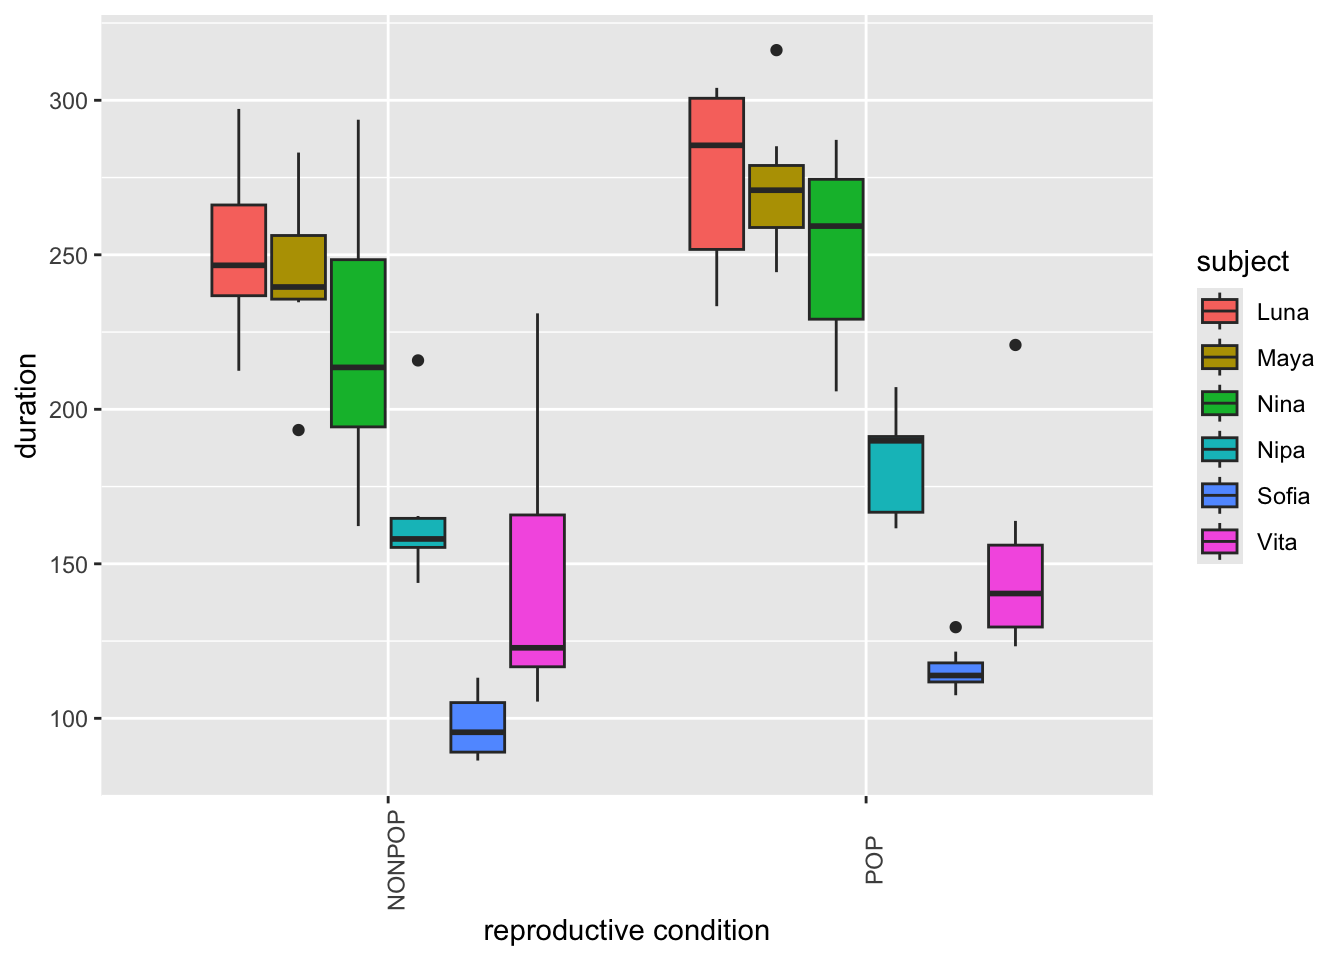 duration
300
250
200
150
100
NONPOP
POP
reproductive condition
subject
Luna
Maya
Nina
Nipa
Sofia
Vita